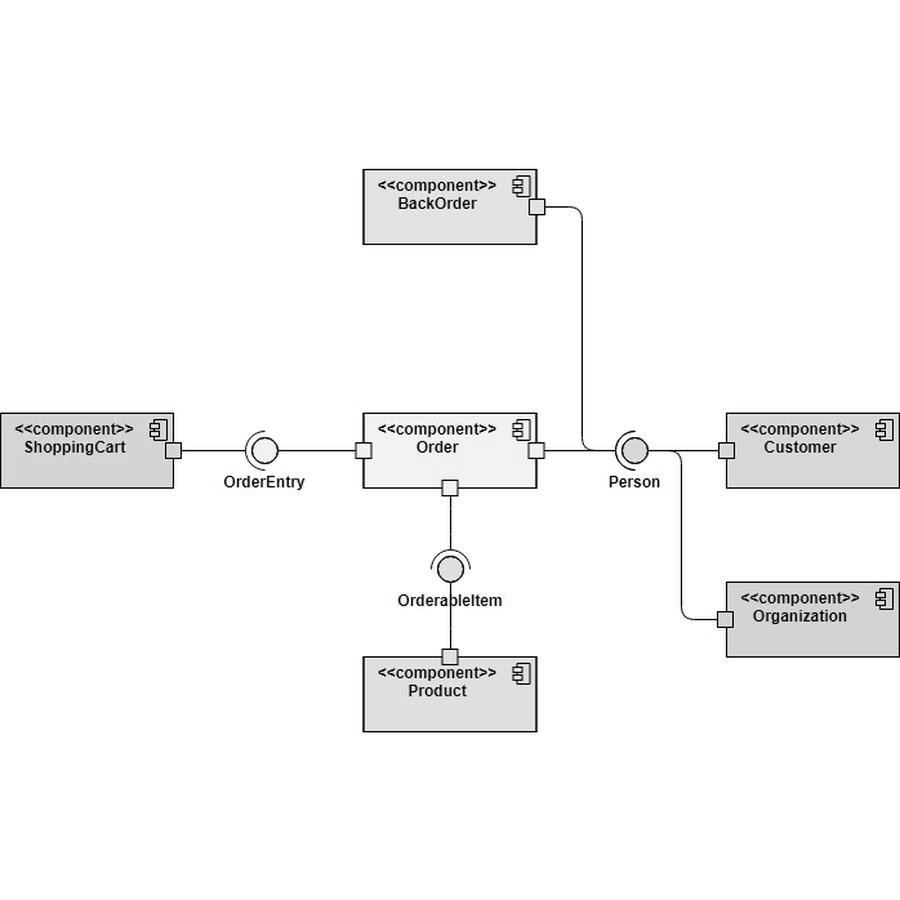 <<component>>
BackOrder
<<component>>
ShoppingCart
OrderEntry
<<component>>
Order
Person
<<component>>
Customer
OrderableItem
<<component>>
Organization
<<component>>
Product